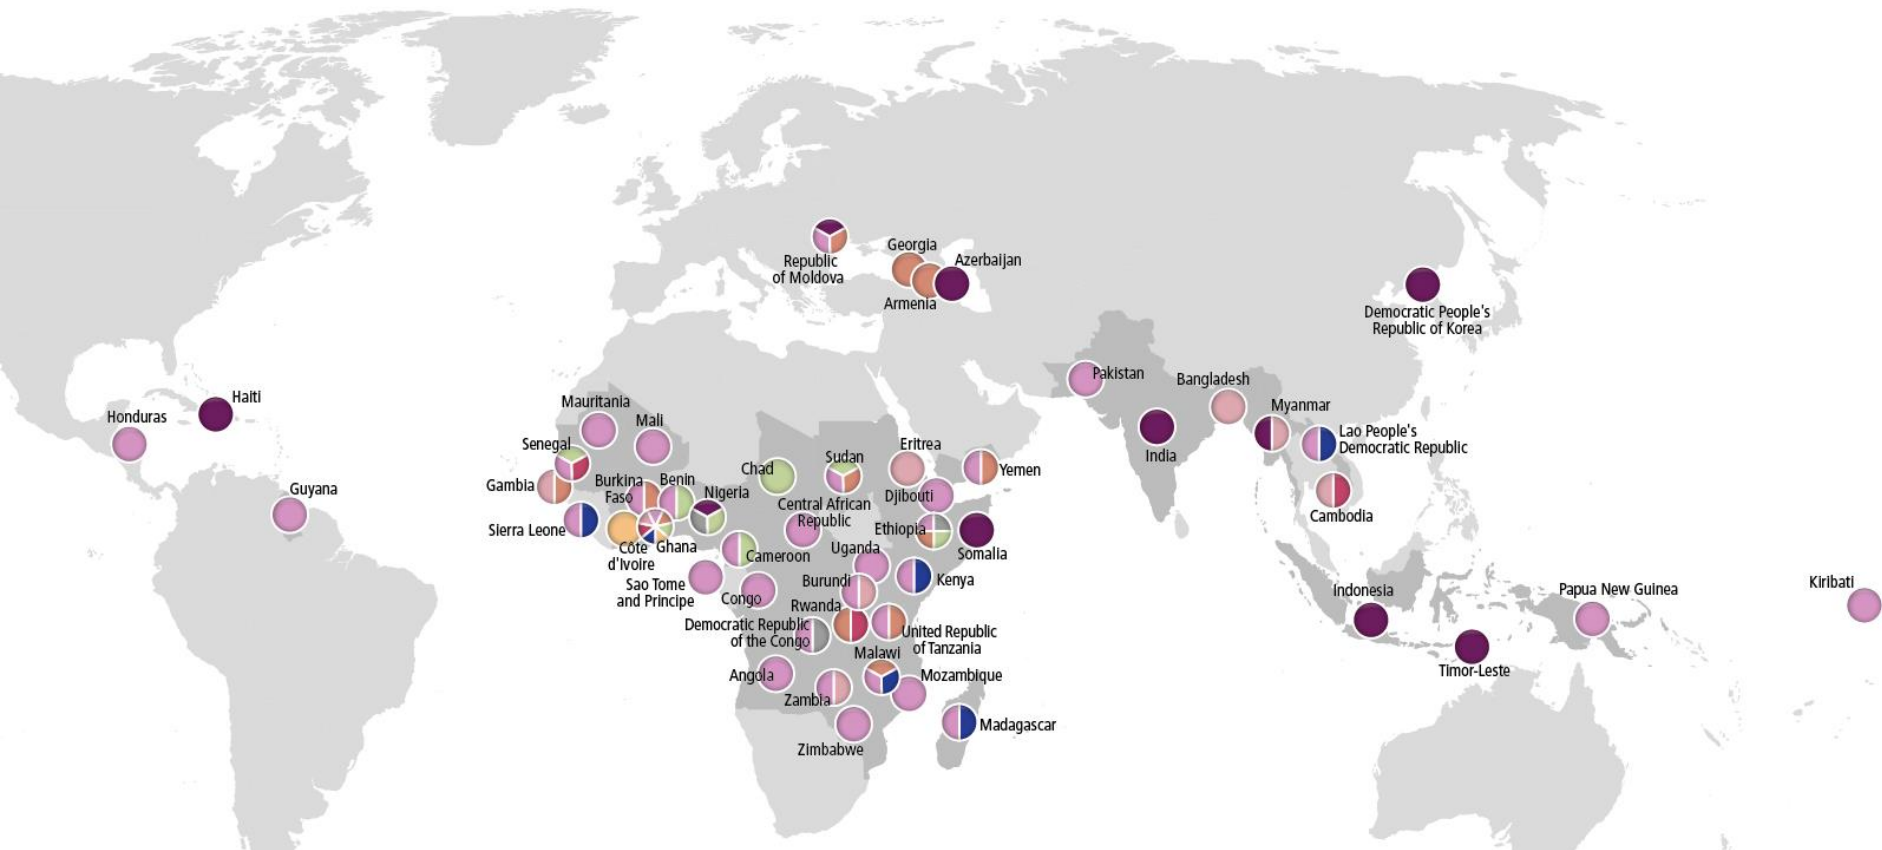 Georgia
Azerbaijan
Republic
of Moldova
Armenia
Democratic People's
Republic of Korea
Haiti
Honduras
Guyana
Mauritania
Mali
Senegal
Gambia
Burkina
Faso
Benin
Nigeria
Sierra Leone
Côte
d'Ivoire
Ghana
Chad
Sudan
Eritrea
Yemen
Djibouti
Central African
Republic
Ethiopia
Somalia
Cameroon
Uganda
Kenya
Sao Tome
and Principe
Congo
Burundi
Rwanda
Democratic Republic
of the Congo
United Republic
of Tanzania
Malawi
Angola
Mozambique
Zambia
Madagascar
Zimbabwe
Pakistan
Bangladesh
Myanmar
India
Lao People's
Democratic Republic
Cambodia
Indonesia
Timor-Leste
Papua New Guinea
Kiribati